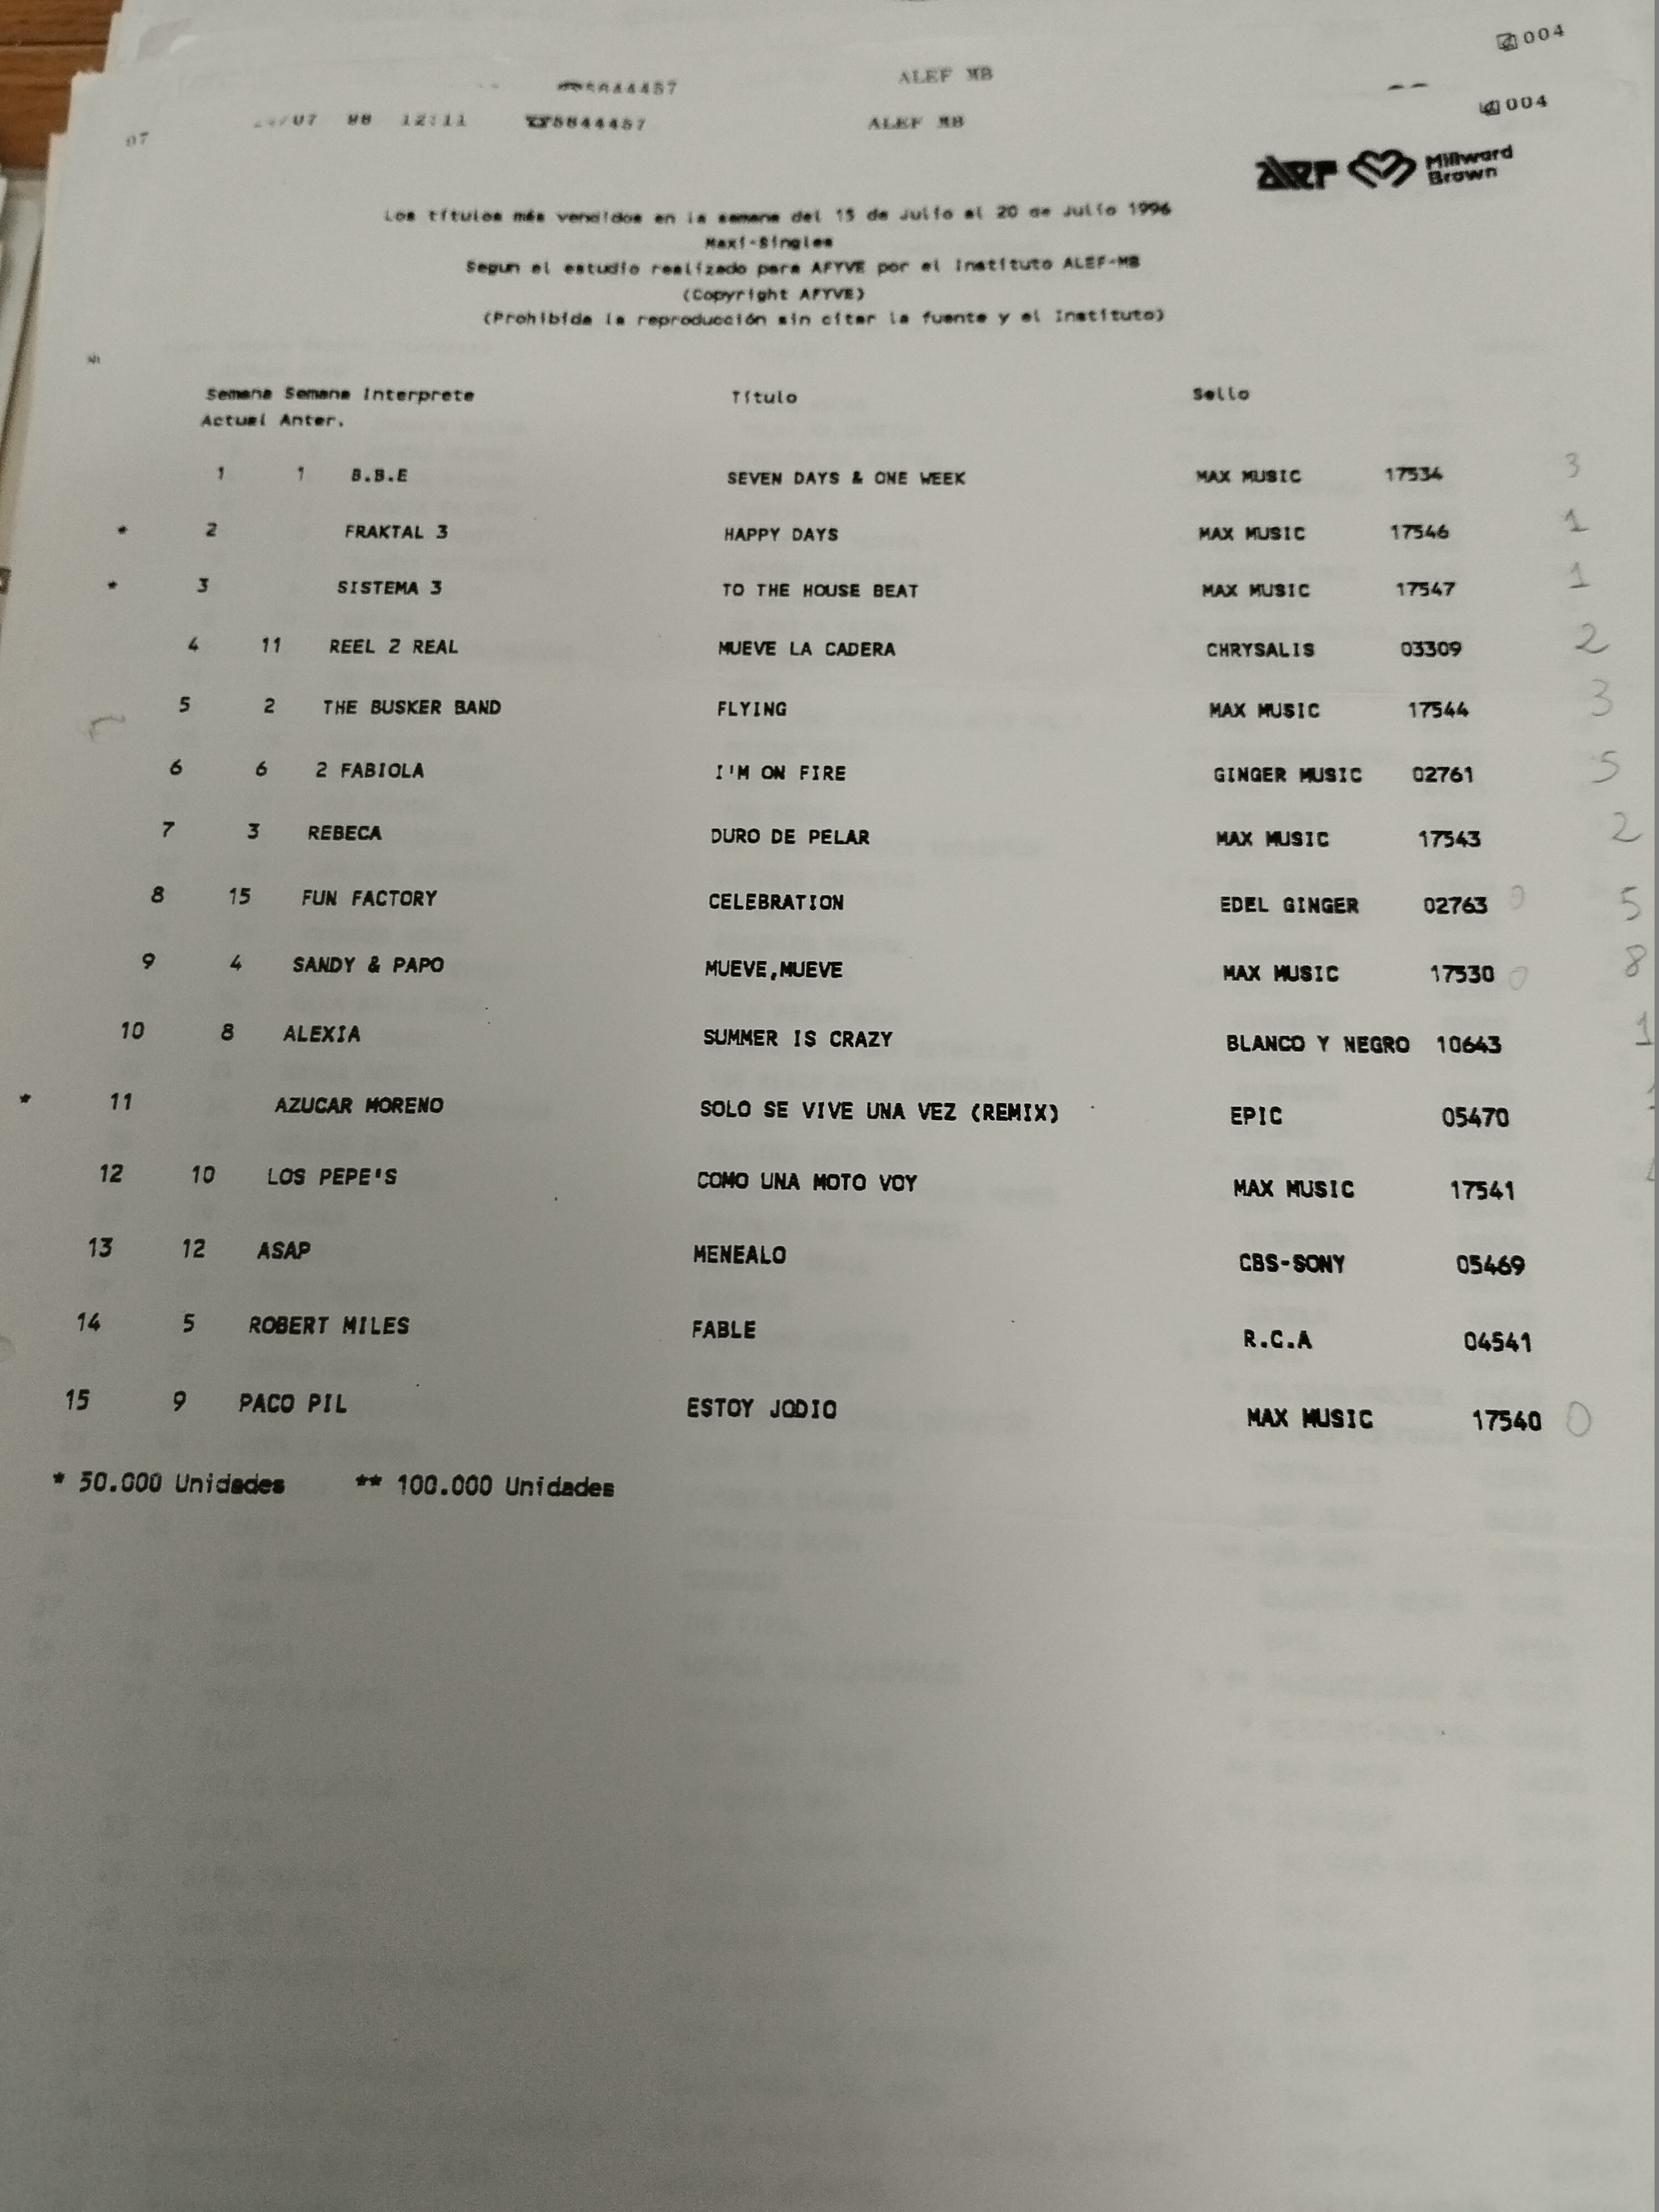 004
5844457 ALEF MB
004
/07 12:11 5844457 ALEF MB
07
alef Millward
Brown
Los títulos más vendidos en la semana del 15 de Julio al 20 de Julio 1996
Maxi-Singles
Segun el estudio realizado para AFYVE por el Instituto ALEF-MB
(Copyright AFYVE)
(Prohibida la reproducción sin citar la fuente y el Instituto)
Semana Semana Interprete Título Sello
Actual Anter.
1 1 B.B.E SEVEN DAYS & ONE WEEK MAX MUSIC 17534 3
* 2 FRAKTAL 3 HAPPY DAYS MAX MUSIC 17546 1
* 3 SISTEMA 3 TO THE HOUSE BEAT MAX MUSIC 17547 1
4 11 REEL 2 REAL MUEVE LA CADERA CHRYSALIS 03309 2
5 2 THE BUSKER BAND FLYING MAX MUSIC 17544 3
6 6 2 FABIOLA I'M ON FIRE GINGER MUSIC 02761 5
7 3 REBECA DURO DE PELAR MAX MUSIC 17543 2
8 15 FUN FACTORY CELEBRATION EDEL GINGER 02763 0 5
9 4 SANDY & PAPO MUEVE,MUEVE MAX MUSIC 17530 0 8
10 8 ALEXIA SUMMER IS CRAZY BLANCO Y NEGRO 10643 1
* 11 AZUCAR MORENO SOLO SE VIVE UNA VEZ (REMIX) EPIC 05470
12 10 LOS PEPE'S COMO UNA MOTO VOY MAX MUSIC 17541
13 12 ASAP MENEALO CBS-SONY 05469
14 5 ROBERT MILES FABLE R.C.A 04541
15 9 PACO PIL ESTOY JODIO MAX MUSIC 17540 0
* 50.000 Unidades ** 100.000 Unidades